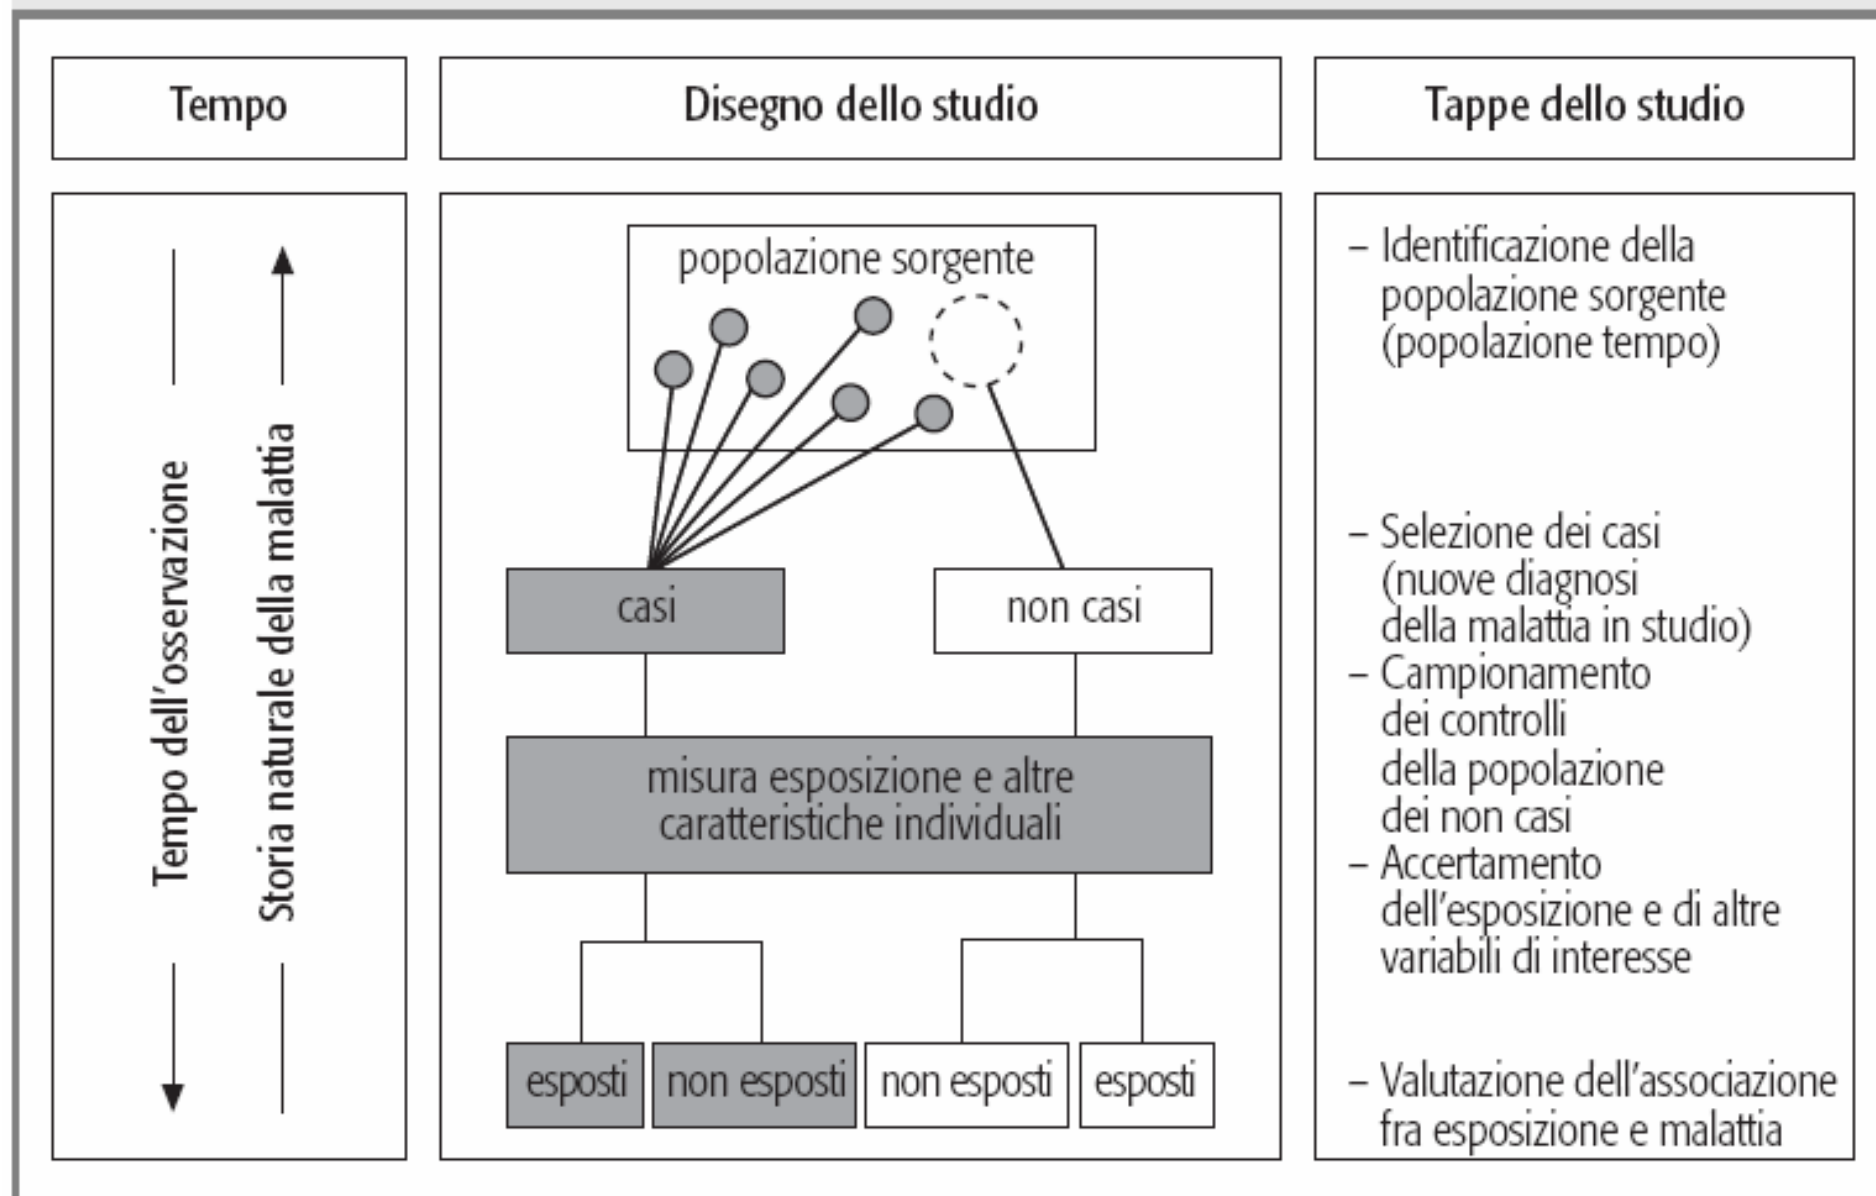 Tempo
Disegno dello studio
Tappe dello studio
Tempo dell'osservazione
Storia naturale della malattia
popolazione sorgente
casi
non casi
misura esposizione e altre
caratteristiche individuali
esposti
non esposti
non esposti
esposti
– Identificazione della
popolazione sorgente
(popolazione tempo)
– Selezione dei casi
(nuove diagnosi
della malattia in studio)
– Campionamento
dei controlli
della popolazione
dei non casi
– Accertamento
dell'esposizione e di altre
variabili di interesse
– Valutazione dell'associazione
fra esposizione e malattia